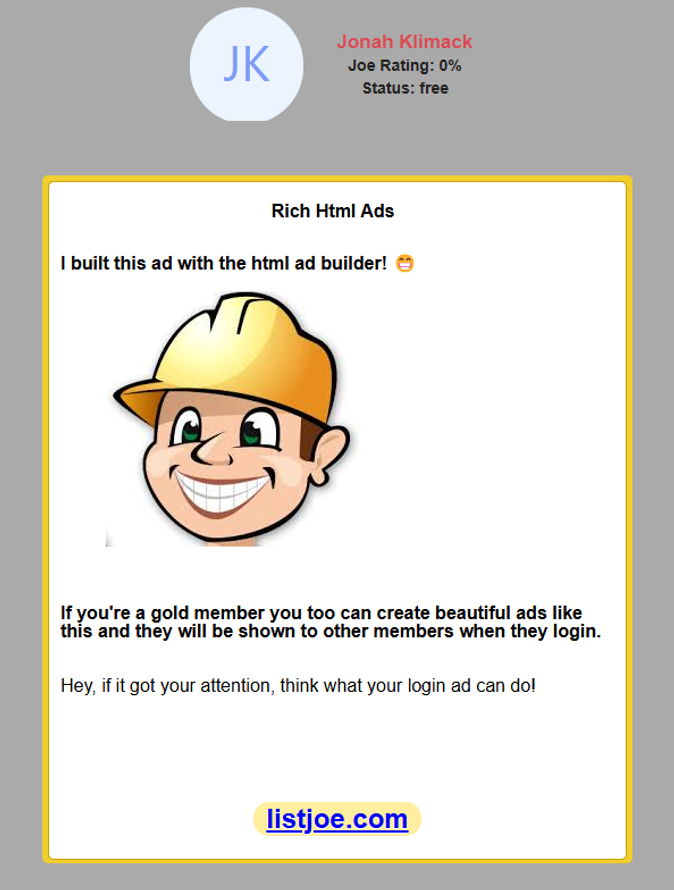 JK
Jonah Klimack
Joe Rating: 0%
Status: free
Rich Html Ads
I built this ad with the html ad builder! 😁
If you're a gold member you too can create beautiful ads like
this and they will be shown to other members when they login.
Hey, if it got your attention, think what your login ad can do!
listjoe.com